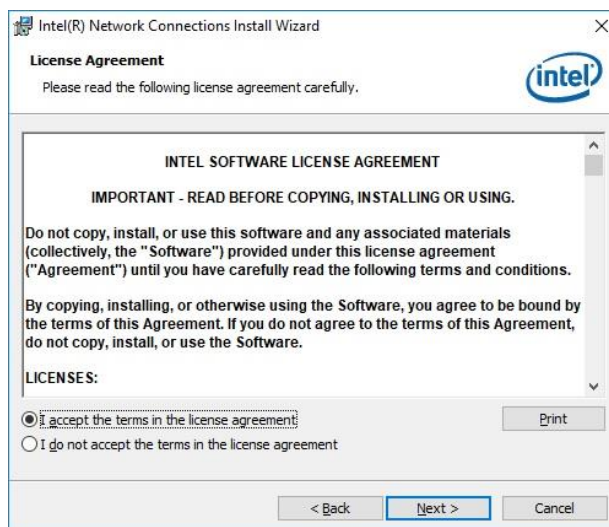 Intel(R) Network Connections Install Wizard
License Agreement
Please read the following license agreement carefully.
intel
INTEL SOFTWARE LICENSE AGREEMENT
IMPORTANT - READ BEFORE COPYING, INSTALLING OR USING.
Do not copy, install, or use this software and any associated materials
(collectively, the "Software") provided under this license agreement
("Agreement") until you have carefully read the following terms and conditions.
By copying, installing, or otherwise using the Software, you agree to be bound by
the terms of this Agreement. If you do not agree to the terms of this Agreement,
do not copy, install, or use the Software.
LICENSES:
I accept the terms in the license agreement
Print
I do not accept the terms in the license agreement
< Back
Next >
Cancel